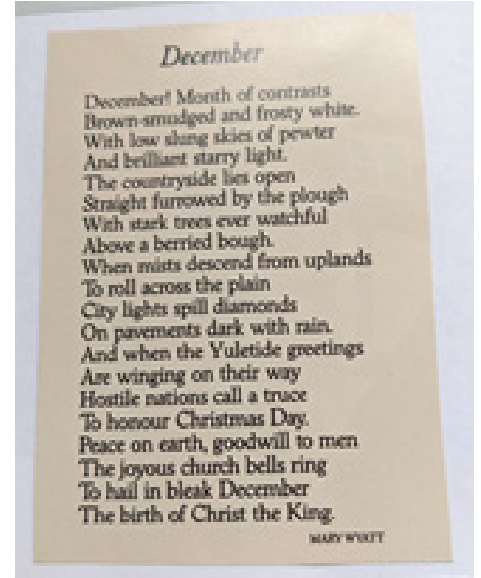 December
December! Month of contrasts
Brown-smudged and frosty white.
With low slung skies of pewter
And brilliant starry light.
The countryside lies open
Straight furrowed by the plough
With stark trees ever watchful
Above a berried bough.
When mists descend from uplands
To roll across the plain
City lights spill diamonds
On pavements dark with rain.
And when the Yuletide greetings
Are winging on their way
Hostile nations call a truce
To honour Christmas Day.
Peace on earth, goodwill to men
The joyous church bells ring
To hail in bleak December
The birth of Christ the King.
MARY WYATT